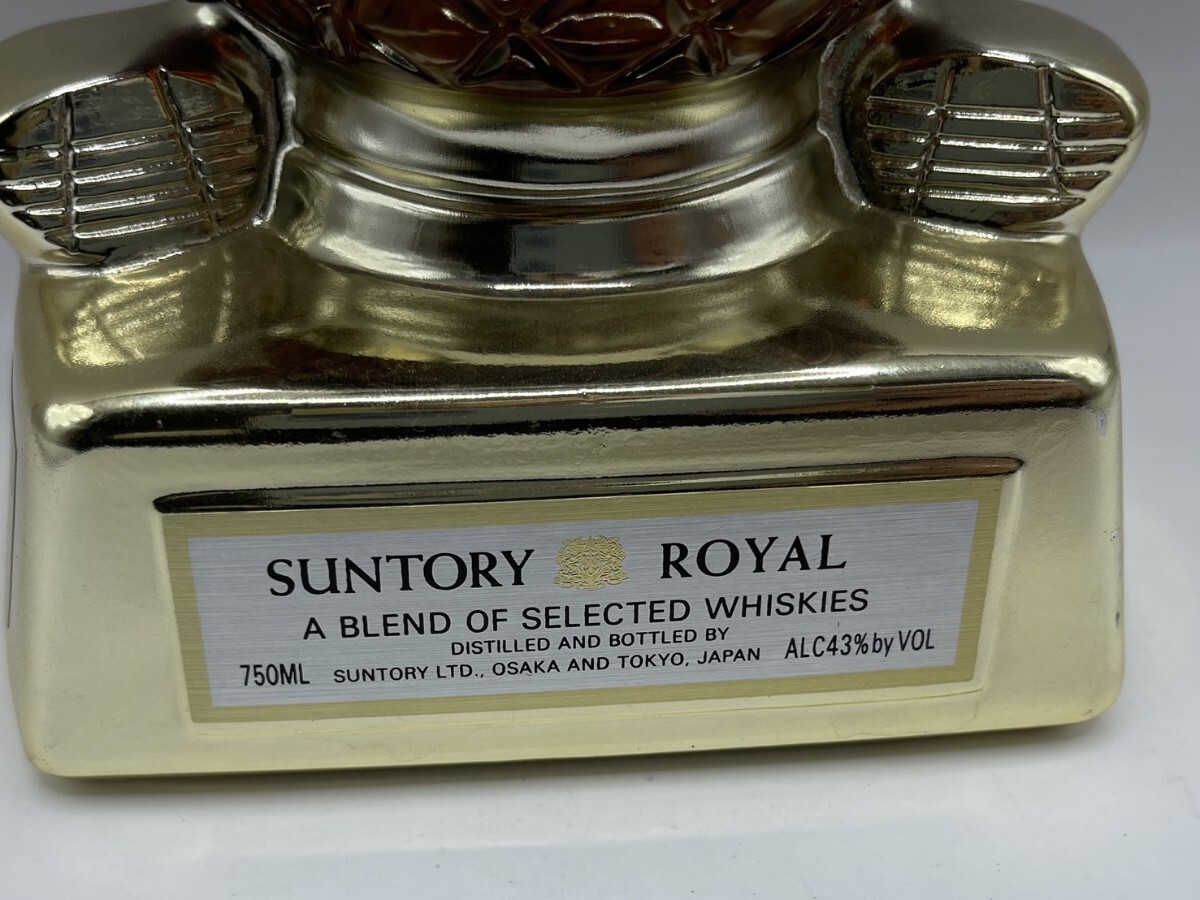 SUNTORY ROYAL
A BLEND OF SELECTED WHISKIES
DISTILLED AND BOTTLED BY
750ML SUNTORY LTD., OSAKA AND TOKYO, JAPAN ALC43%by VOL